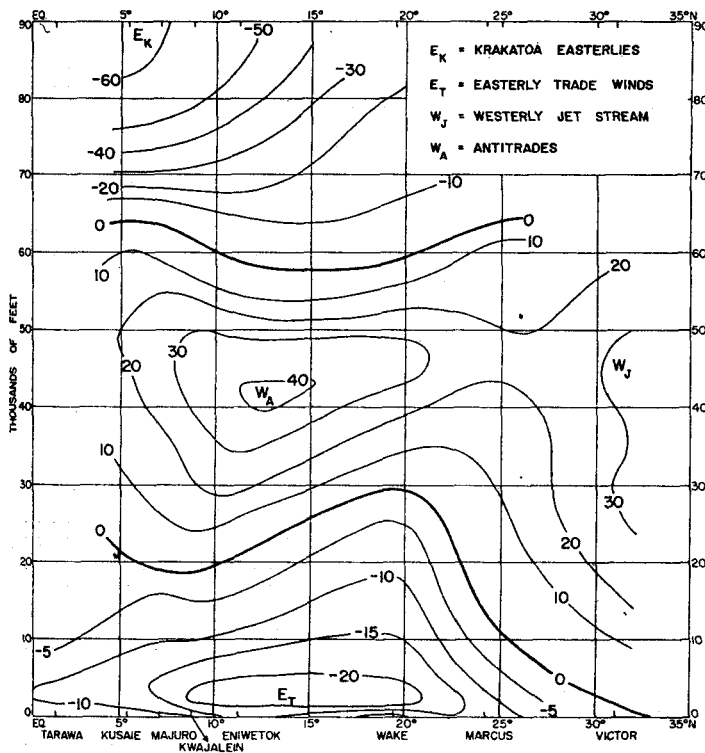 EQ 5° 10° 15° 20° 25° 30° 35°N
90 90
E_K -50
-60 -30
E_K = KRAKATOA EASTERLIES
E_T = EASTERLY TRADE WINDS
W_J = WESTERLY JET STREAM
W_A = ANTITRADES
80 80
-40
70 70
-20 -10
0 0
60 60
10 10
20
50 50
30
20
W_A 40
W_J
40 40
THOUSANDS OF FEET
10
30 30
30
0
20 20
20
-10
10
10 10
-5 -15
-20
-10 E_T
0 -5
0 0
EQ 5° 10° 15° 20° 25° 30° 35°N
TARAWA KUSAIE MAJURO ENIWETOK WAKE MARCUS VICTOR
KWAJALEIN